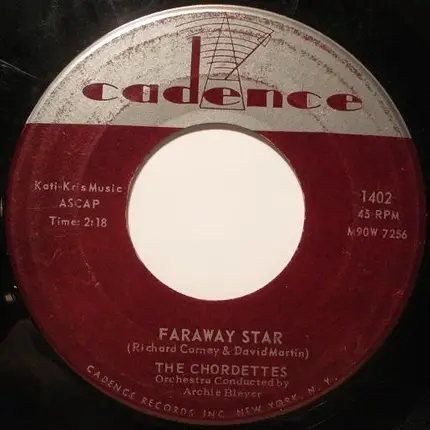 cadence
Kati-Kris Music
ASCAP
Time: 2:18
1402
45 RPM
M90W 7256
FARAWAY STAR
(Richard Carney & David Martin)
THE CHORDETTES
Orchestra Conducted by
Archie Bleyer
CADENCE RECORDS INC. NEW YORK, N. Y.